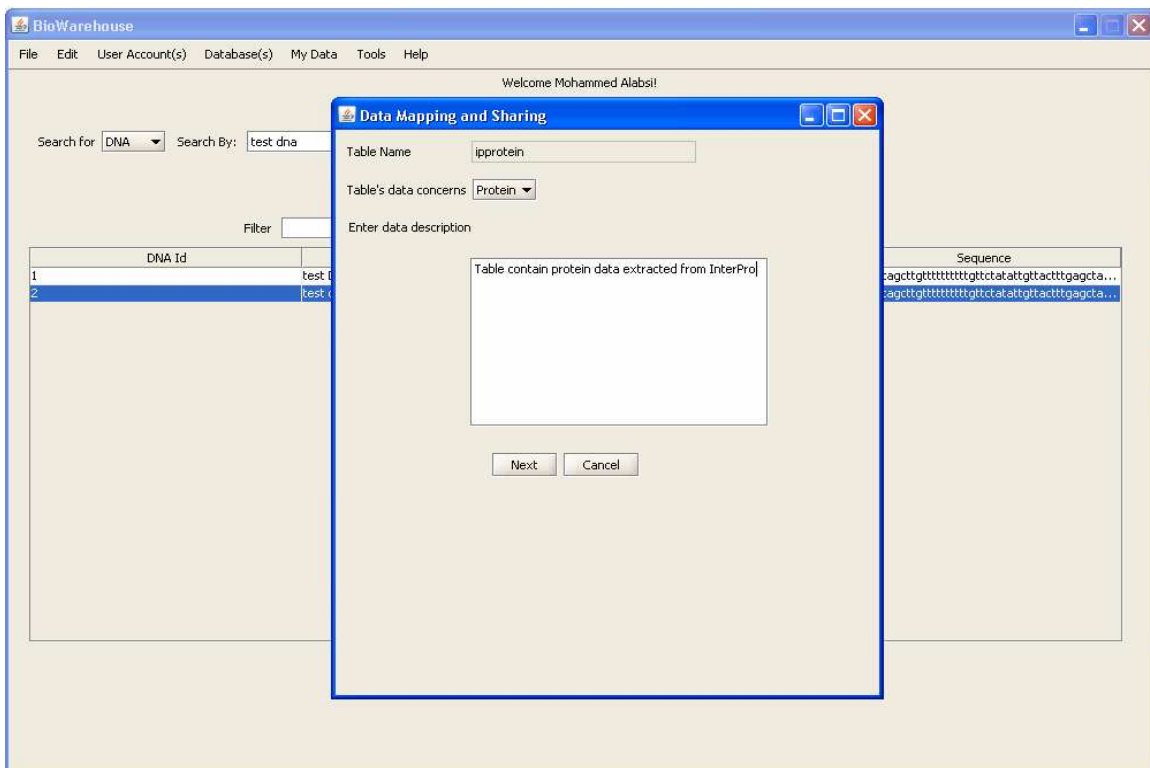 BioWarehouse
File Edit User Account(s) Database(s) My Data Tools Help
Welcome Mohammed Alabsi!
Search for DNA Search By: test dna
Filter
DNA Id Sequence
1 test
2 test
Data Mapping and Sharing
Table Name ipprotein
Table's data concerns Protein
Enter data description
Table contain protein data extracted from InterPro
Next Cancel